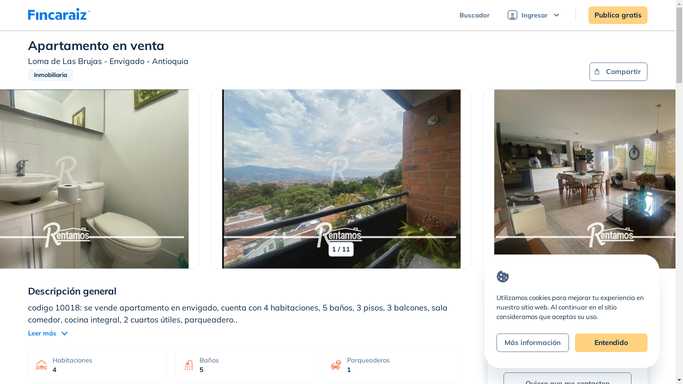 Fincaraiz
Buscador
Ingresar
Publica gratis
Apartamento en venta
Loma de Las Brujas - Envigado - Antioquia
Inmobiliaria
Compartir
R
Rentamos
R
Rentamos
R
Rentamos
1 / 11
Descripción general
codigo 10018: se vende apartamento en envigado, cuenta con 4 habitaciones, 5 baños, 3 pisos, 3 balcones, sala
comedor, cocina integral, 2 cuartos útiles, parqueadero..
Leer más
Habitaciones
4
Baños
5
Parqueaderos
1
Utilizamos cookies para mejorar tu experiencia en
nuestro sitio web. Al continuar en el sitio
consideramos que aceptas su uso.
Más información
Entendido
Quiero que me contacten